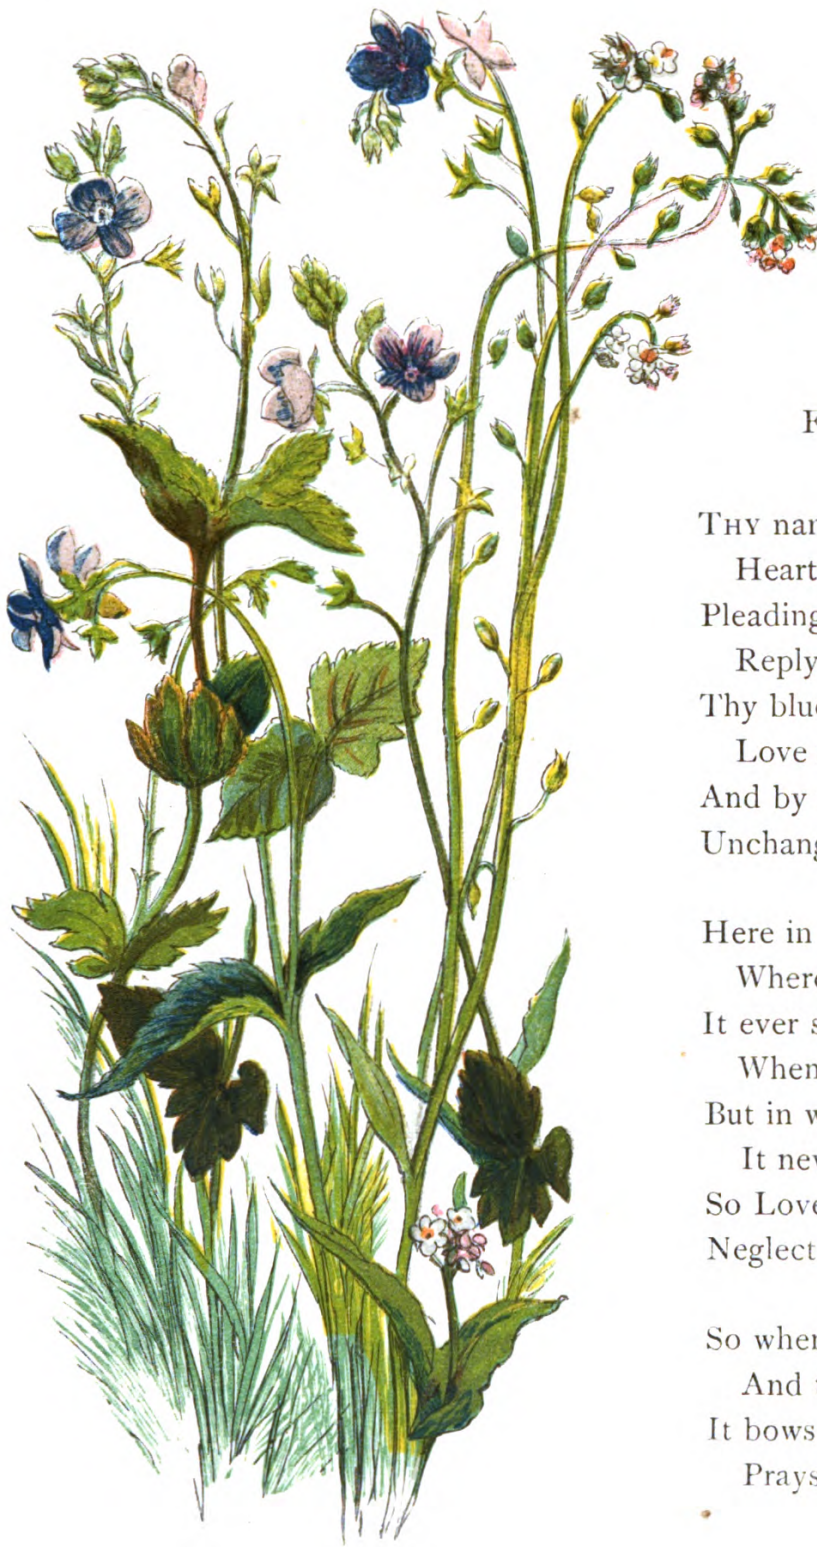 F
THY nar
Heart
Pleading
Reply
Thy blue
Love
And by
Unchang
Here in
Where
It ever s
When
But in w
It nev
So Love
Neglect
So when
And t
It bows
Prays